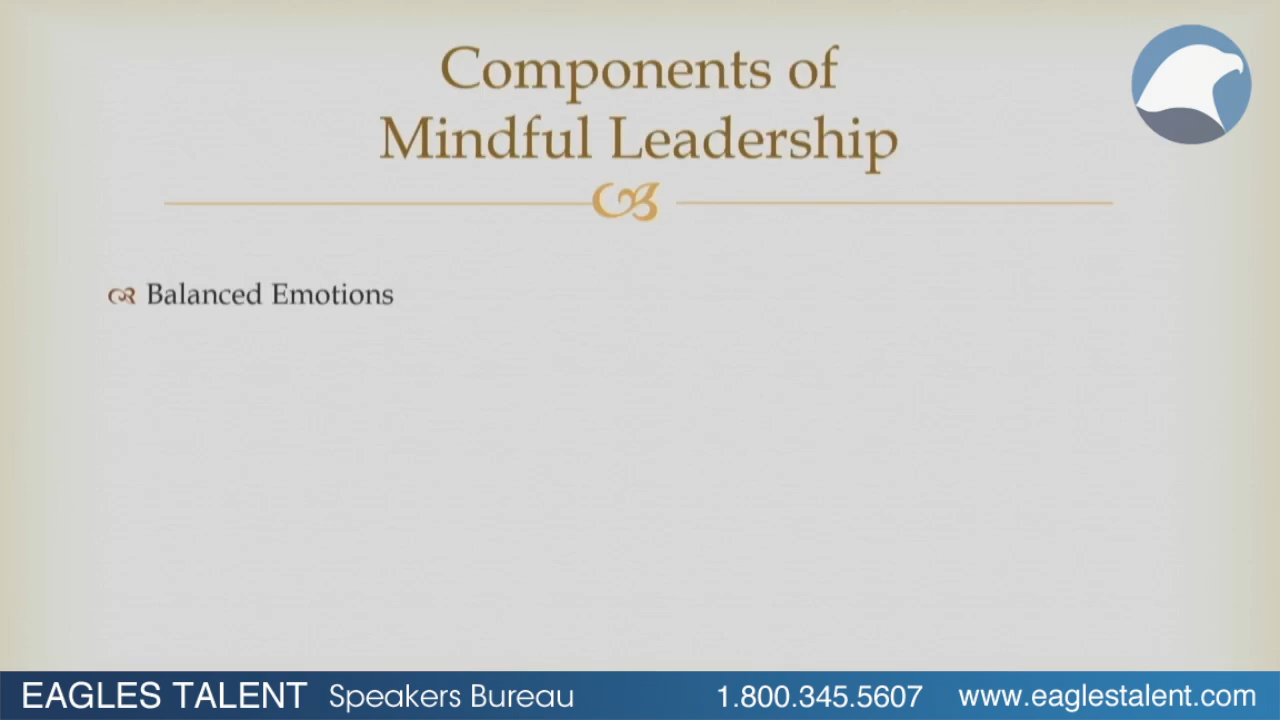 Components of
Mindful Leadership
Balanced Emotions
EAGLES TALENT Speakers Bureau 1.800.345.5607 www.eaglestalent.com